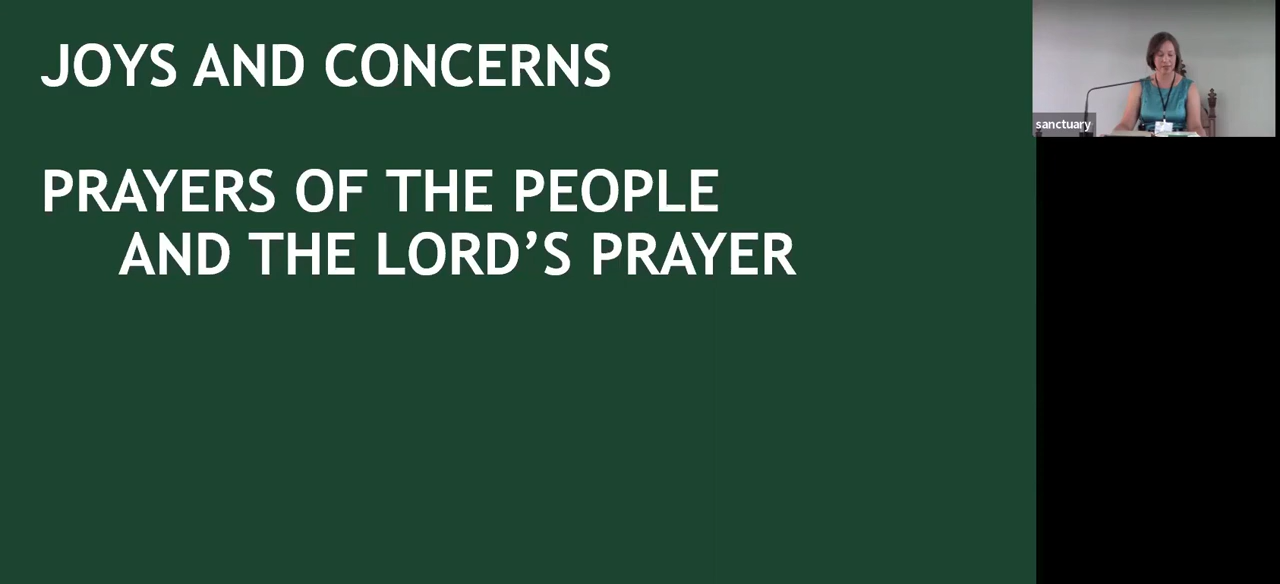 JOYS AND CONCERNS
PRAYERS OF THE PEOPLE
AND THE LORD’S PRAYER
sanctuary